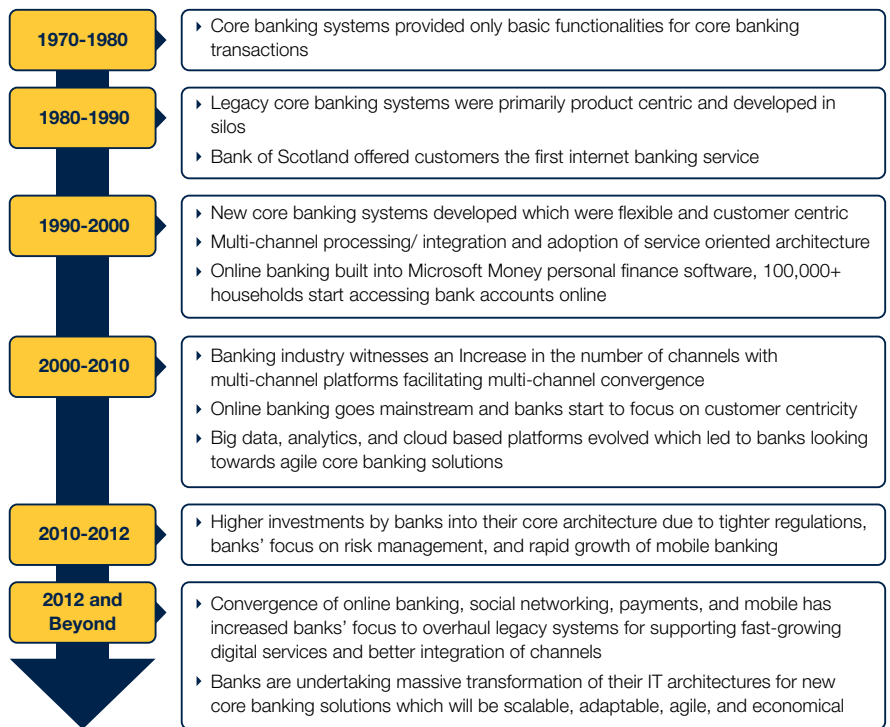 1970-1980
Core banking systems provided only basic functionalities for core banking
transactions
1980-1990
Legacy core banking systems were primarily product centric and developed in
silos
Bank of Scotland offered customers the first internet banking service
1990-2000
New core banking systems developed which were flexible and customer centric
Multi-channel processing/ integration and adoption of service oriented architecture
Online banking built into Microsoft Money personal finance software, 100,000+
households start accessing bank accounts online
2000-2010
Banking industry witnesses an Increase in the number of channels with
multi-channel platforms facilitating multi-channel convergence
Online banking goes mainstream and banks start to focus on customer centricity
Big data, analytics, and cloud based platforms evolved which led to banks looking
towards agile core banking solutions
2010-2012
Higher investments by banks into their core architecture due to tighter regulations,
banks’ focus on risk management, and rapid growth of mobile banking
2012 and
Beyond
Convergence of online banking, social networking, payments, and mobile has
increased banks’ focus to overhaul legacy systems for supporting fast-growing
digital services and better integration of channels
Banks are undertaking massive transformation of their IT architectures for new
core banking solutions which will be scalable, adaptable, agile, and economical